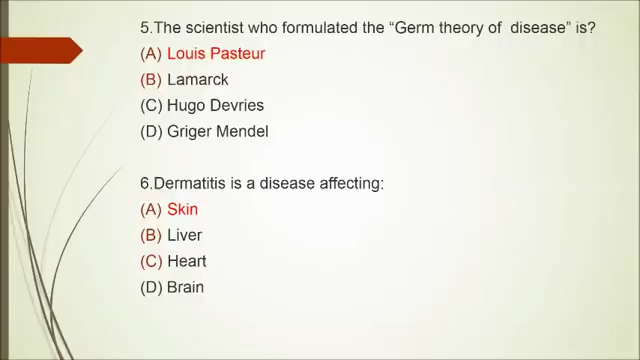 5.The scientist who formulated the “Germ theory of disease” is?
(A) Louis Pasteur
(B) Lamarck
(C) Hugo Devries
(D) Griger Mendel
6.Dermatitis is a disease affecting:
(A) Skin
(B) Liver
(C) Heart
(D) Brain